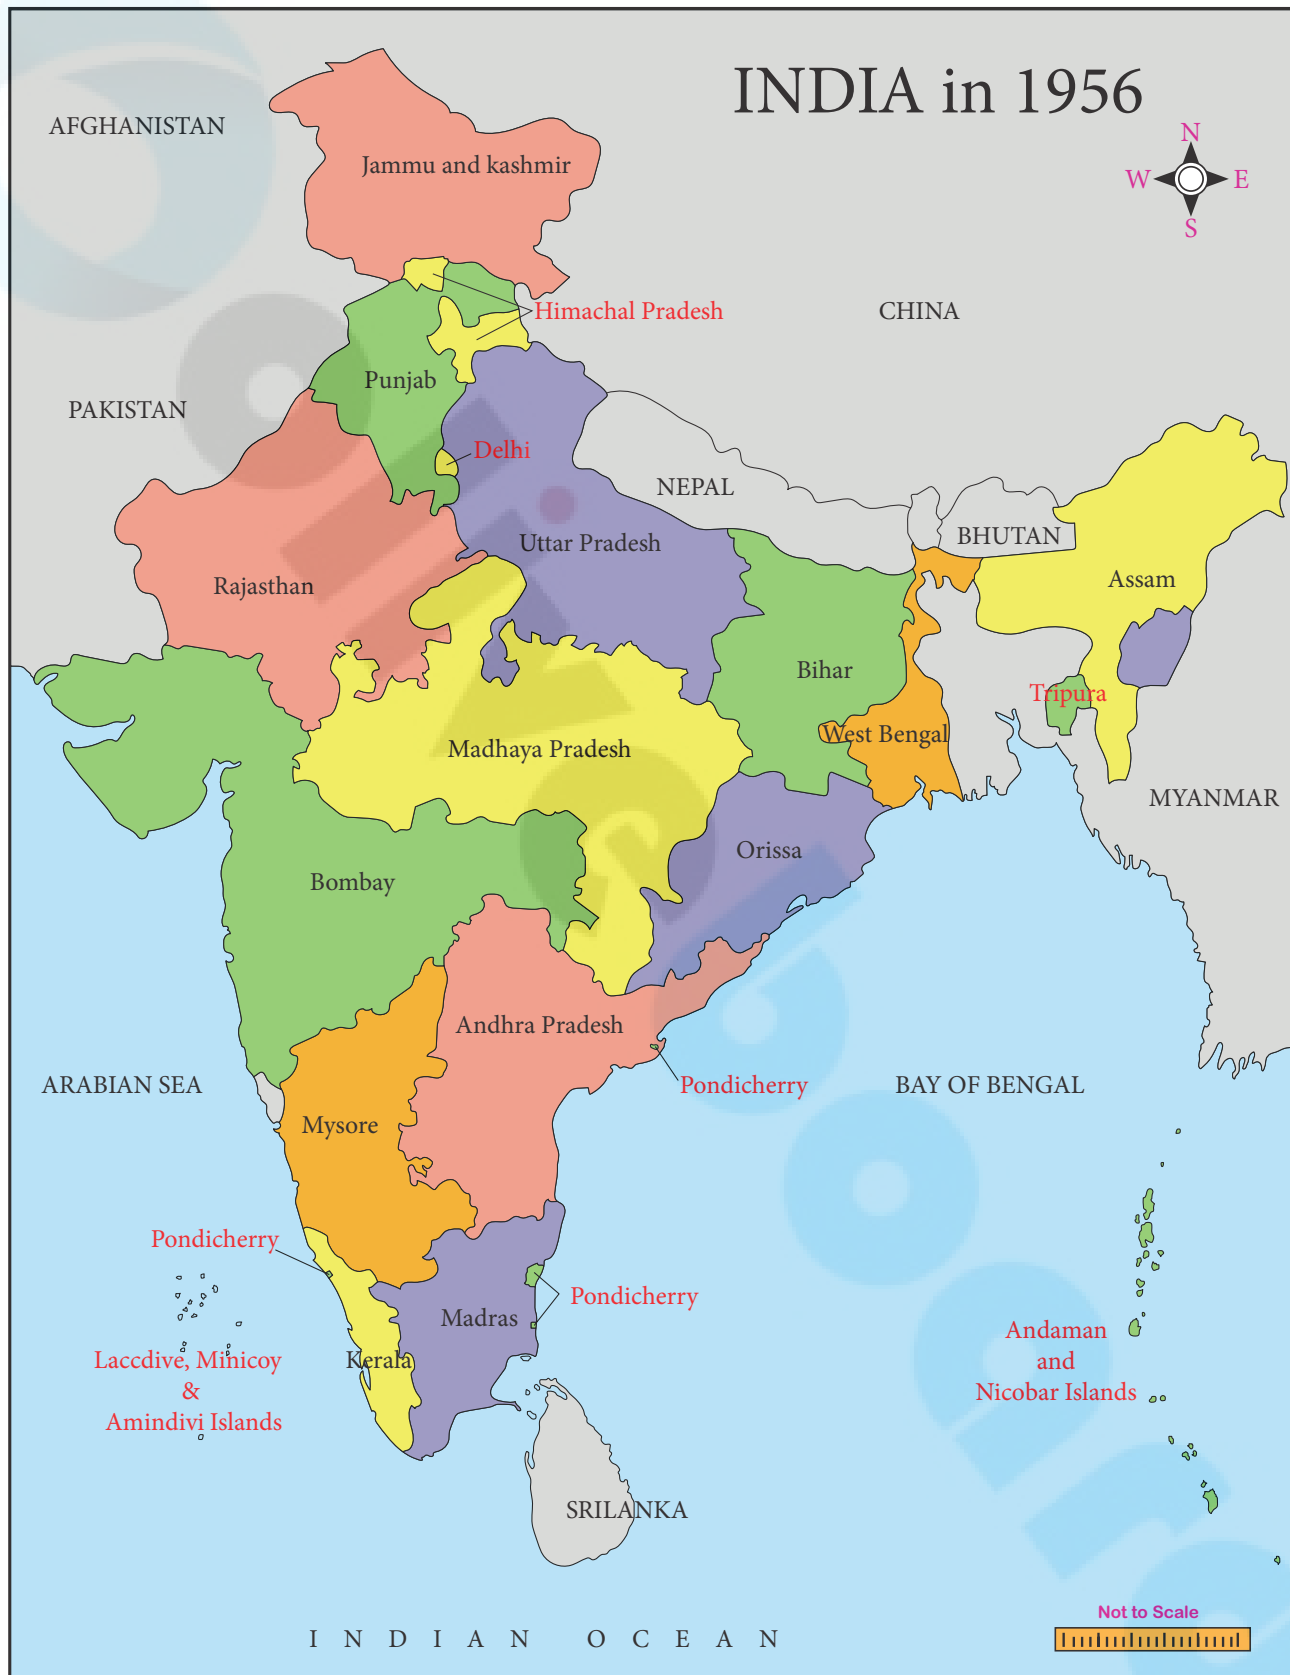 INDIA in 1956
AFGHANISTAN
N
W E
S
Jammu and kashmir
Himachal Pradesh
CHINA
Punjab
PAKISTAN
Delhi
NEPAL
BHUTAN
Uttar Pradesh
Assam
Rajasthan
Bihar
Tripura
West Bengal
Madhaya Pradesh
MYANMAR
Orissa
Bombay
Andhra Pradesh
ARABIAN SEA
Pondicherry
BAY OF BENGAL
Mysore
Pondicherry
Pondicherry
Madras
Kerala
Laccdive, Minicoy
&
Amindivi Islands
Andaman
and
Nicobar Islands
SRILANKA
Not to Scale
INDIAN OCEAN